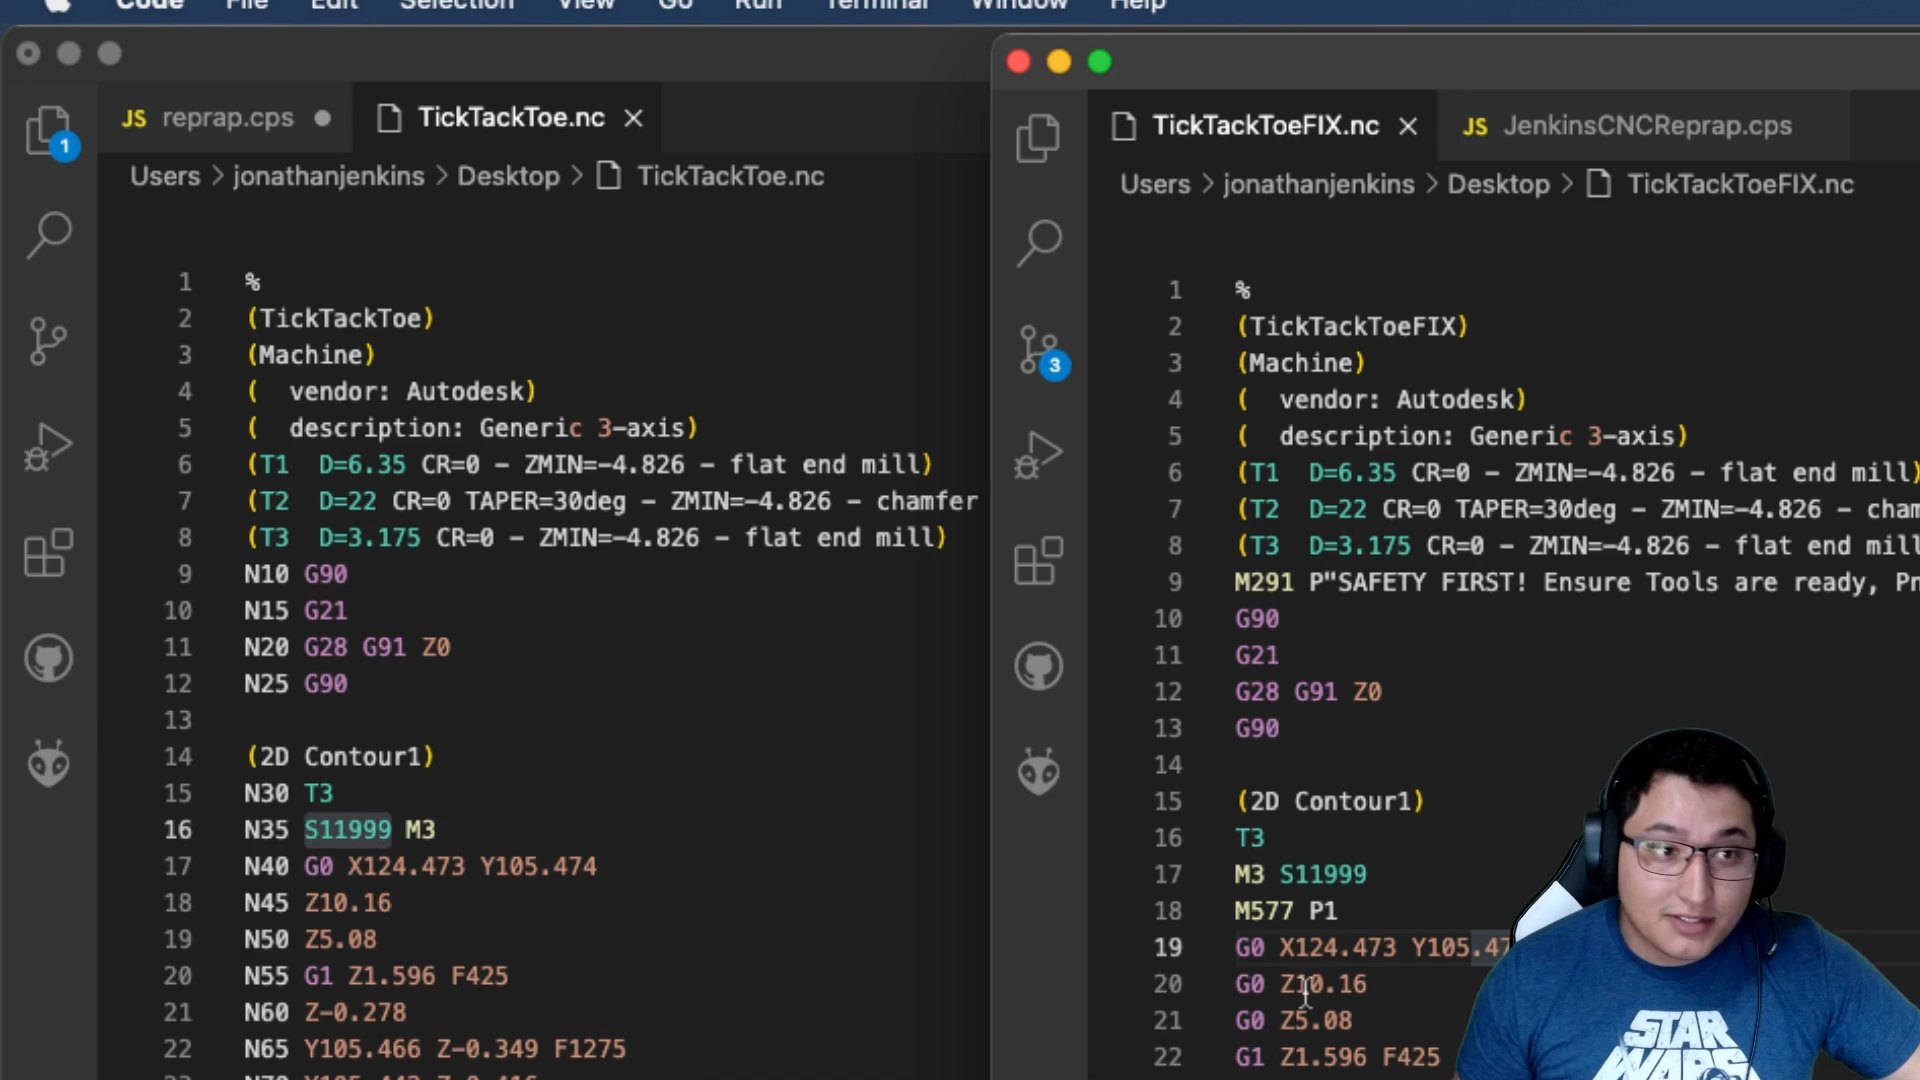 Code File Edit Selection View Go Run Terminal Window Help
JS reprap.cps TickTackToe.nc
1
Users > jonathanjenkins > Desktop > TickTackToe.nc
1 %
2 (TickTackToe)
3 (Machine)
4 (  vendor: Autodesk)
5 (  description: Generic 3-axis)
6 (T1  D=6.35 CR=0 - ZMIN=-4.826 - flat end mill)
7 (T2  D=22 CR=0 TAPER=30deg - ZMIN=-4.826 - chamfer
8 (T3  D=3.175 CR=0 - ZMIN=-4.826 - flat end mill)
9 N10 G90
10 N15 G21
11 N20 G28 G91 Z0
12 N25 G90
13
14 (2D Contour1)
15 N30 T3
16 N35 S11999 M3
17 N40 G0 X124.473 Y105.474
18 N45 Z10.16
19 N50 Z5.08
20 N55 G1 Z1.596 F425
21 N60 Z-0.278
22 N65 Y105.466 Z-0.349 F1275
TickTackToeFIX.nc JS JenkinsCNCReprap.cps
Users > jonathanjenkins > Desktop > TickTackToeFIX.nc
3
1 %
2 (TickTackToeFIX)
3 (Machine)
4 (  vendor: Autodesk)
5 (  description: Generic 3-axis)
6 (T1  D=6.35 CR=0 - ZMIN=-4.826 - flat end mill)
7 (T2  D=22 CR=0 TAPER=30deg - ZMIN=-4.826 - cham
8 (T3  D=3.175 CR=0 - ZMIN=-4.826 - flat end mill
9 M291 P"SAFETY FIRST! Ensure Tools are ready, Pn
10 G90
11 G21
12 G28 G91 Z0
13 G90
14
15 (2D Contour1)
16 T3
17 M3 S11999
18 M577 P1
19 G0 X124.473 Y105.47
20 G0 Z10.16
21 G0 Z5.08
22 G1 Z1.596 F425
STAR
WARS